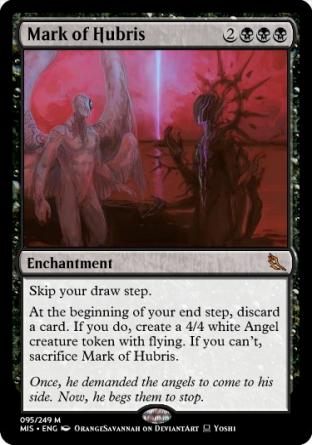 Mark of Hubris 2
Enchantment
Skip your draw step.
At the beginning of your end step, discard
a card. If you do, create a 4/4 white Angel
creature token with flying. If you can't,
sacrifice Mark of Hubris.
Once, he demanded the angels to come to his
side. Now, he begs them to stop.
095/249 M
MIS • ENG OrangeSavannah on DeviantArt Yoshi